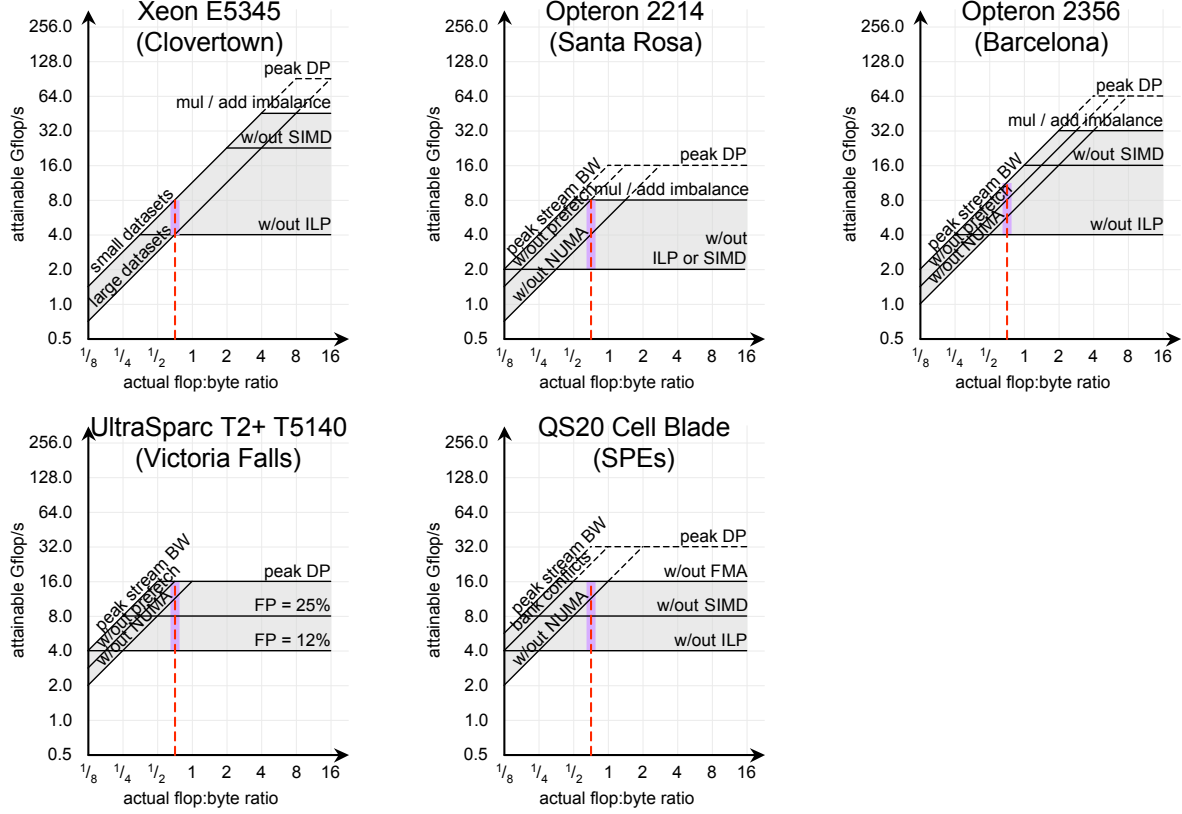 Xeon E5345
(Clovertown)
256.0
128.0
64.0
32.0
16.0
8.0
4.0
2.0
1.0
0.5
attainable Gflop/s
peak DP
mul / add imbalance
w/out SIMD
w/out ILP
small datasets
large datasets
1/8 1/4 1/2 1 2 4 8 16
actual flop:byte ratio
Opteron 2214
(Santa Rosa)
256.0
128.0
64.0
32.0
16.0
8.0
4.0
2.0
1.0
0.5
attainable Gflop/s
peak DP
mul / add imbalance
w/out
ILP or SIMD
peak stream BW
w/out prefetch
w/out NUMA
1/8 1/4 1/2 1 2 4 8 16
actual flop:byte ratio
Opteron 2356
(Barcelona)
256.0
128.0
64.0
32.0
16.0
8.0
4.0
2.0
1.0
0.5
attainable Gflop/s
peak DP
mul / add imbalance
w/out SIMD
w/out ILP
peak stream BW
w/out prefetch
w/out NUMA
1/8 1/4 1/2 1 2 4 8 16
actual flop:byte ratio
UltraSparc T2+ T5140
(Victoria Falls)
256.0
128.0
64.0
32.0
16.0
8.0
4.0
2.0
1.0
0.5
attainable Gflop/s
peak DP
FP = 25%
FP = 12%
peak stream BW
w/out prefetch
w/out NUMA
1/8 1/4 1/2 1 2 4 8 16
actual flop:byte ratio
QS20 Cell Blade
(SPEs)
256.0
128.0
64.0
32.0
16.0
8.0
4.0
2.0
1.0
0.5
attainable Gflop/s
peak DP
w/out FMA
w/out SIMD
w/out ILP
peak stream BW
bank conflicts
w/out NUMA
1/8 1/4 1/2 1 2 4 8 16
actual flop:byte ratio